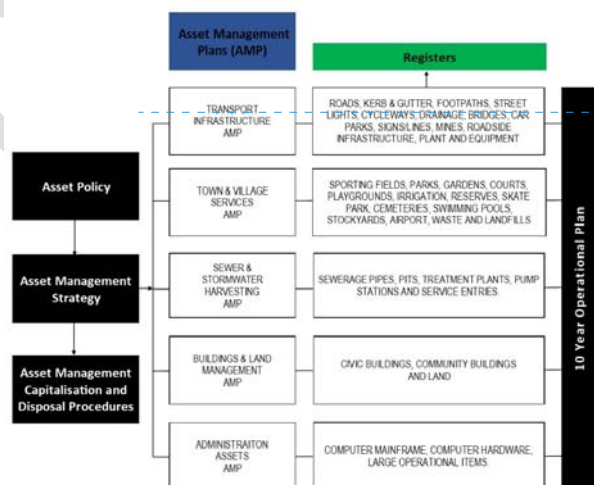 Asset Management
Plans (AMP)
Registers
TRANSPORT
INFRASTRUCTURE
AMP
ROADS, KERB & GUTTER, FOOTPATHS, STREET
LIGHTS, CYCLEWAYS, DRAINAGE, BRIDGES, CAR
PARKS, SIGNS/LINES, MINES, ROADSIDE
INFRASTRUCTURE, PLANT AND EQUIPMENT
Asset Policy
TOWN & VILLAGE
SERVICES
AMP
SPORTING FIELDS, PARKS, GARDENS, COURTS,
PLAYGROUNDS, IRRIGATION, RESERVES, SKATE
PARK, CEMETERIES, SWIMMING POOLS,
STOCKYARDS, AIRPORT, WASTE AND LANDFILLS
Asset Management
Strategy
SEWER &
STORMWATER
HARVESTING
AMP
SEWERAGE PIPES, PITS, TREATMENT PLANTS, PUMP
STATIONS AND SERVICE ENTRIES.
Asset Management
Capitalisation and
Disposal Procedures
BUILDINGS & LAND
MANAGEMENT
AMP
CIVIC BUILDINGS, COMMUNITY BUILDINGS
AND LAND
ADMINISTRAITON
ASSETS
AMP
COMPUTER MAINFRAME, COMPUTER HARDWARE,
LARGE OPERATIONAL ITEMS.
10 Year Operational Plan